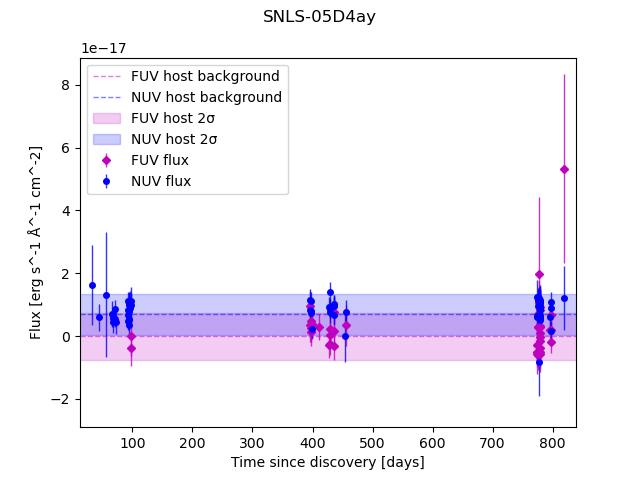 SNLS-05D4ay
1e−17
FUV host background
NUV host background
FUV host 2σ
NUV host 2σ
FUV flux
NUV flux
8
6
4
2
0
−2
Flux [erg s^-1 Å^-1 cm^-2]
100 200 300 400 500 600 700 800
Time since discovery [days]